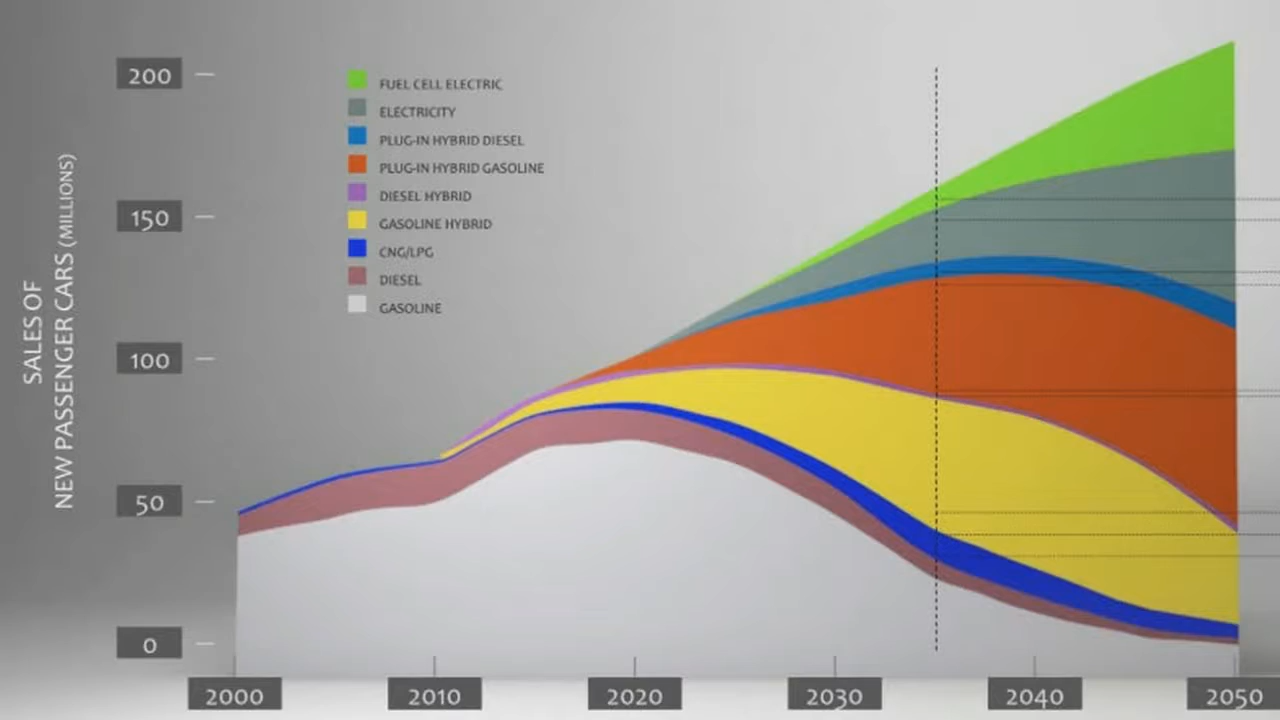 200
150
100
50
0
SALES OF
NEW PASSENGER CARS (MILLIONS)
FUEL CELL ELECTRIC
ELECTRICITY
PLUG-IN HYBRID DIESEL
PLUG-IN HYBRID GASOLINE
DIESEL HYBRID
GASOLINE HYBRID
CNG/LPG
DIESEL
GASOLINE
2000
2010
2020
2030
2040
2050